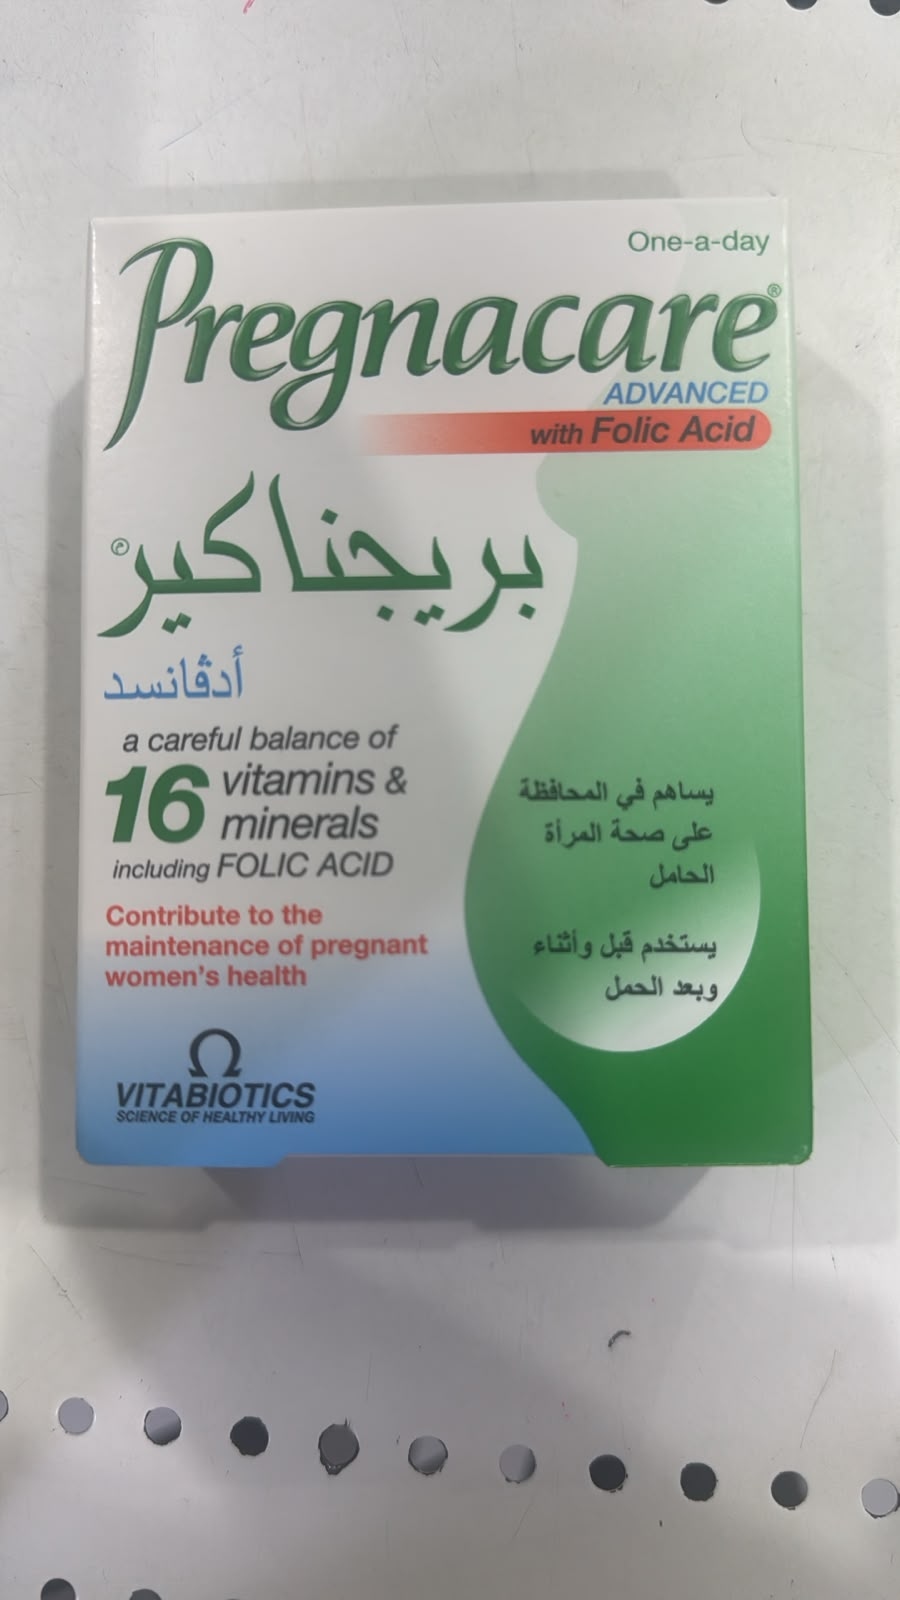 One-a-day
Pregnacare®
ADVANCED
with Folic Acid
بريجناكير
أدڤانسد
a careful balance of
16 vitamins &
minerals
including FOLIC ACID
Contribute to the
maintenance of pregnant
women's health
يساهم في المحافظة
على صحة المرأة
الحامل
يستخدم قبل وأثناء
وبعد الحمل
VITABIOTICS
SCIENCE OF HEALTHY LIVING